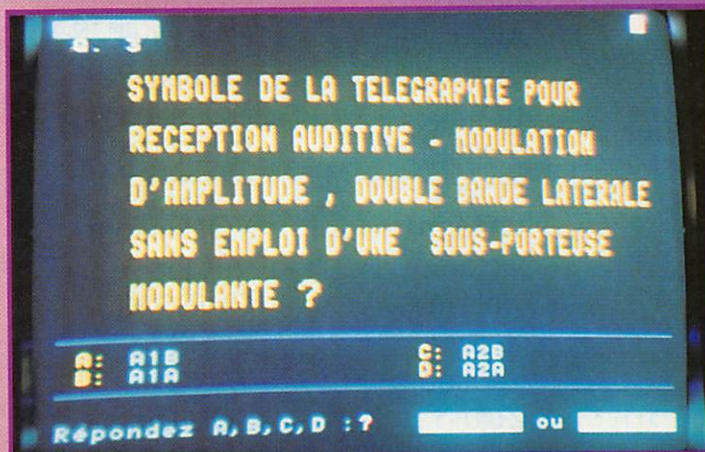 Q. 3
SYMBOLE DE LA TELEGRAPHIE POUR
RECEPTION AUDITIVE - MODULATION
D'AMPLITUDE , DOUBLE BANDE LATERALE
SANS EMPLOI D'UNE SOUS-PORTEUSE
MODULANTE ?
A: A1B C: A2B
B: A1A D: A2A
Répondez A,B,C,D :? ou